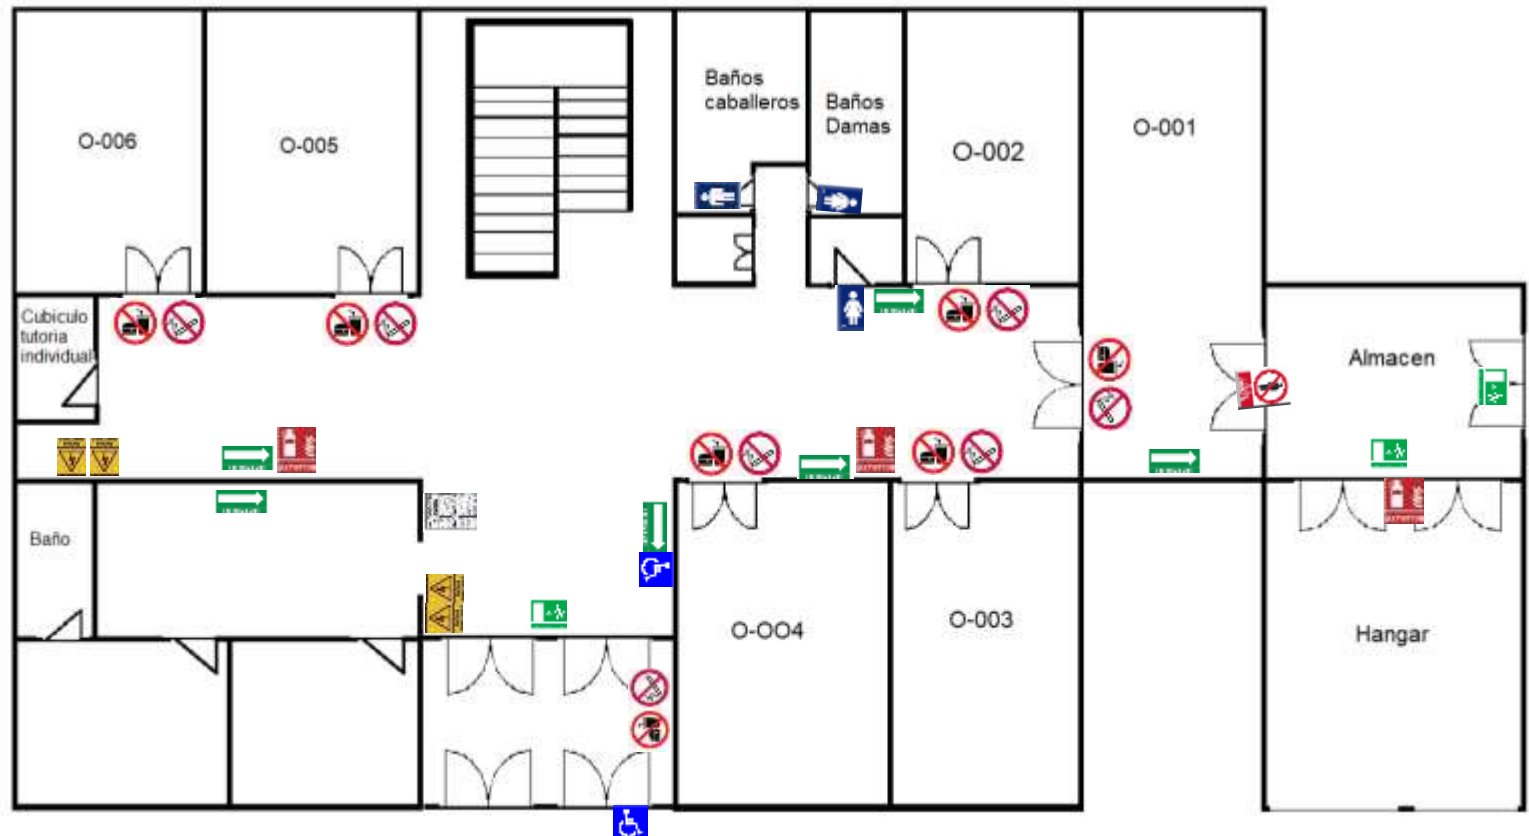 O-006
O-005
Baños
caballeros
Baños
Damas
O-002
O-001
Cubiculo
tutoria
individual
Almacen
Baño
O-OO4
O-003
Hangar